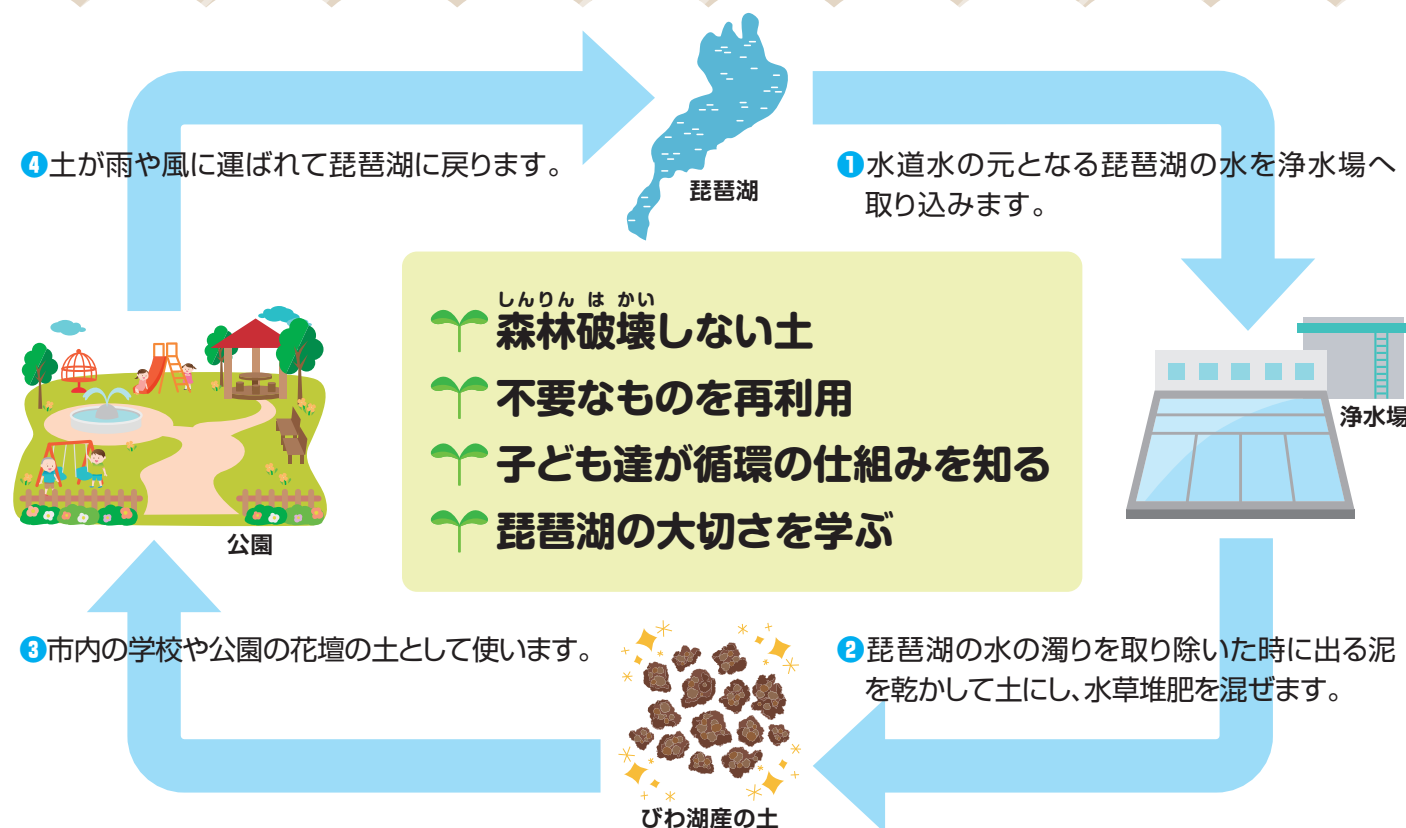 琵琶湖
❶水道水の元となる琵琶湖の水を浄水場へ
取り込みます。
浄水場
❷琵琶湖の水の濁りを取り除いた時に出る泥
を乾かして土にし、水草堆肥を混ぜます。
びわ湖産の土
❸市内の学校や公園の花壇の土として使います。
公園
❹土が雨や風に運ばれて琵琶湖に戻ります。
しんりん は かい
森林破壊しない土
不要なものを再利用
子ども達が循環の仕組みを知る
琵琶湖の大切さを学ぶ